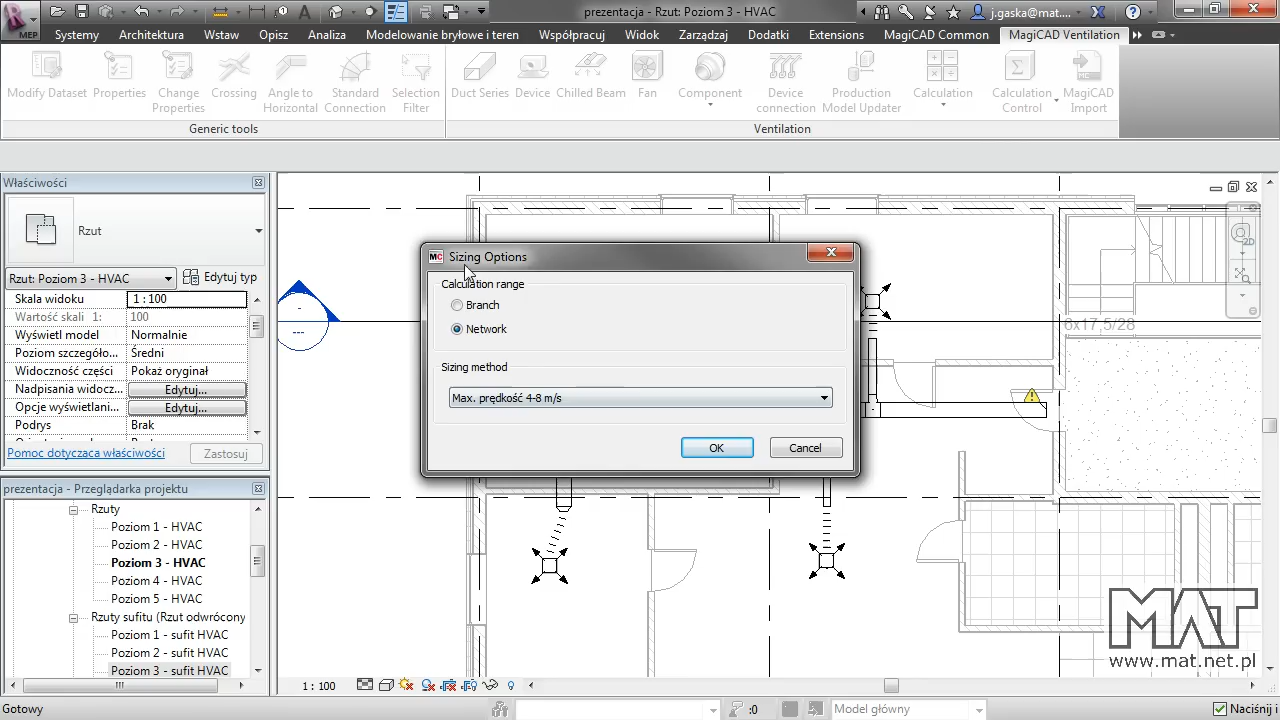 prezentacja - Rzut: Poziom 3 - HVAC
j.gaska@mat....
MEP
Systemy
Architektura
Wstaw
Opisz
Analiza
Modelowanie bryłowe i teren
Współpracuj
Widok
Zarządzaj
Dodatki
Extensions
MagiCAD Common
MagiCAD Ventilation
Modify Dataset
Properties
Change Properties
Crossing
Angle to Horizontal
Standard Connection
Selection Filter
Duct Series
Device
Chilled Beam
Fan
Component
Device connection
Production Model Updater
Calculation
Calculation Control
MagiCAD Import
Generic tools
Ventilation
Właściwości
Rzut
Rzut: Poziom 3 - HVAC
Edytuj typ
Skala widoku
1 : 100
Wartość skali 1:
100
Wyświetl model
Normalnie
Poziom szczegóło...
Średni
Widoczność części
Pokaż oryginał
Nadpisania widocz...
Edytuj...
Opcje wyświetlani...
Edytuj...
Podrys
Brak
Pomoc dotycząca właściwości
Zastosuj
prezentacja - Przeglądarka projektu
Rzuty
Poziom 1 - HVAC
Poziom 2 - HVAC
Poziom 3 - HVAC
Poziom 4 - HVAC
Poziom 5 - HVAC
Rzuty sufitu (Rzut odwrócony
Poziom 1 - sufit HVAC
Poziom 2 - sufit HVAC
Poziom 3 - sufit HVAC
MC Sizing Options
Calculation range
Branch
Network
Sizing method
Max. prędkość 4-8 m/s
OK
Cancel
6x17,5/28
2D
MAT
www.mat.net.pl
1 : 100
Gotowy
:0
Model główny
Naciśnij i